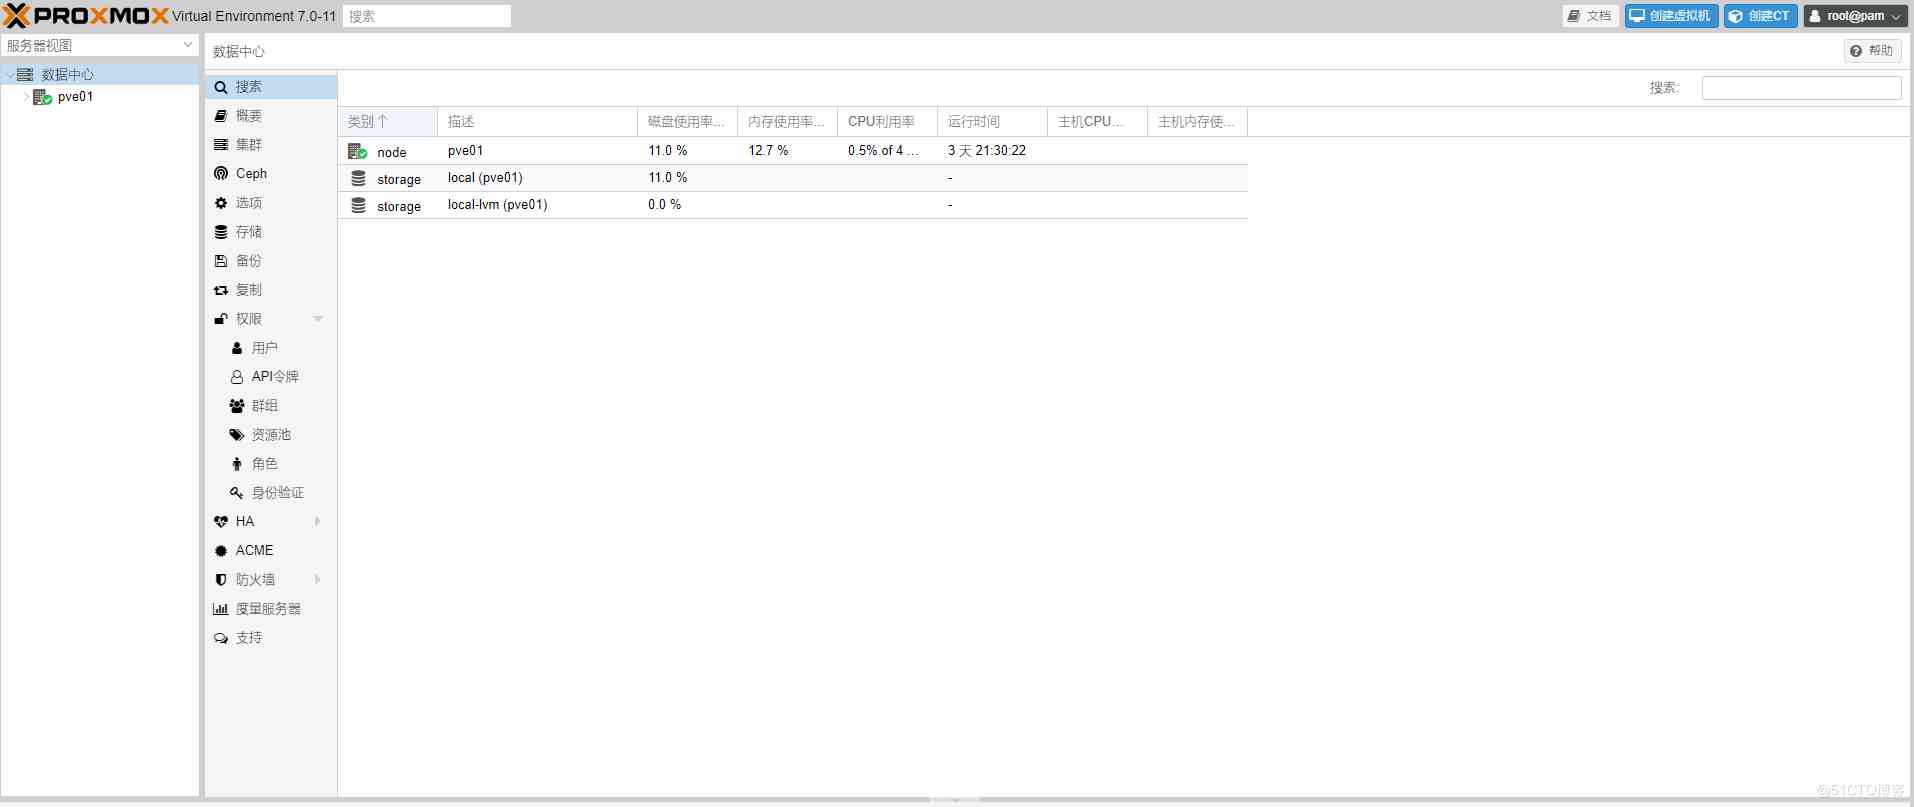 PROXMOX Virtual Environment 7.0-11 搜索 文档 创建虚拟机 创建CT root@pam
服务器视图
数据中心
pve01
数据中心 帮助
搜索
概要
集群
Ceph
选项
存储
备份
复制
权限
用户
API令牌
群组
资源池
角色
身份验证
HA
ACME
防火墙
度量服务器
支持
搜索:
类别 描述 磁盘使用率... 内存使用率... CPU利用率 运行时间 主机CPU... 主机内存使...
node pve01 11.0 % 12.7 % 0.5% of 4 ... 3 天 21:30:22
storage local (pve01) 11.0 % -
storage local-lvm (pve01) 0.0 % -
@51CTO博客